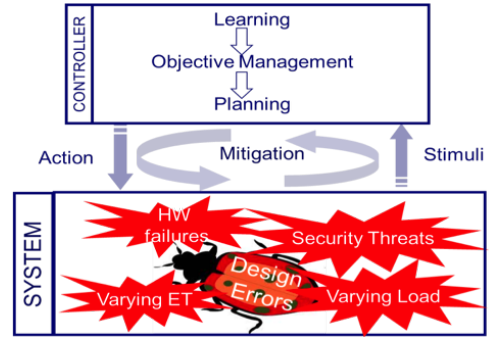 CONTROLLER
Learning
Objective Management
Planning
Action
Mitigation
Stimuli
SYSTEM
HW
failures
Security Threats
Design
Errors
Varying ET
Varying Load